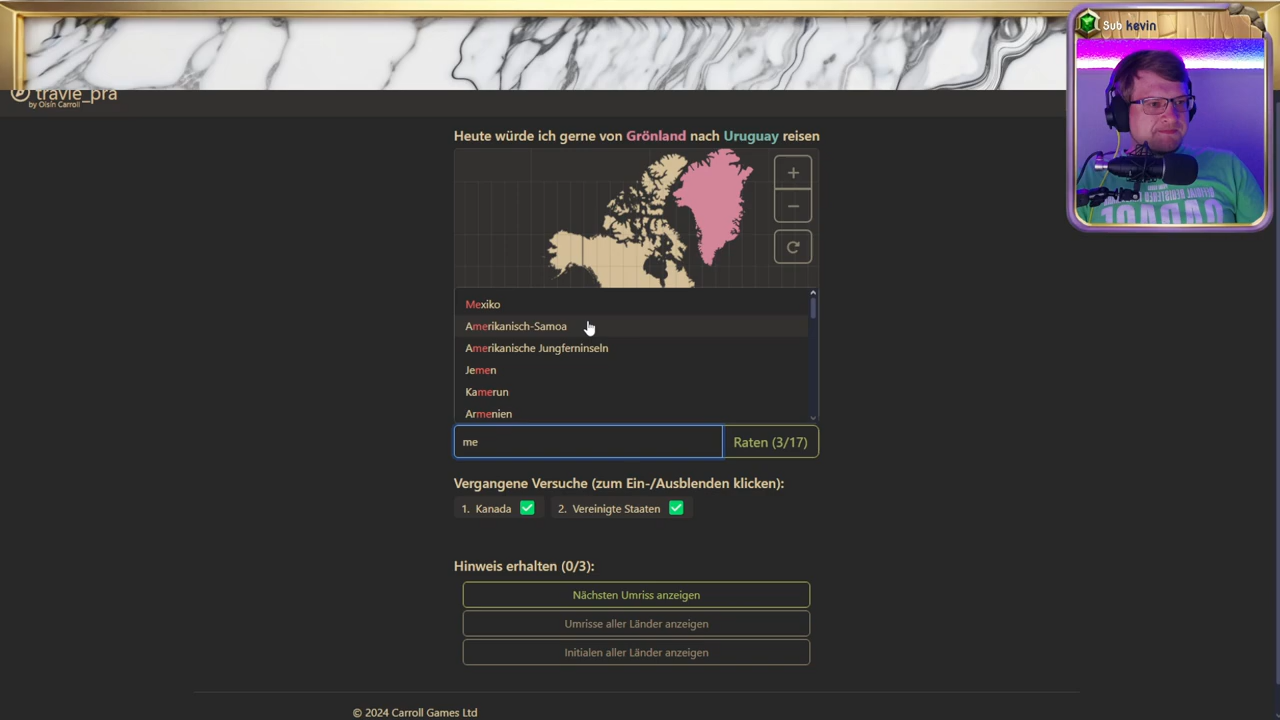 Sub kevin
travle_pra
by Oisín Carroll
Heute würde ich gerne von Grönland nach Uruguay reisen
Mexiko
Amerikanisch-Samoa
Amerikanische Jungferninseln
Jemen
Kamerun
Armenien
me
Raten (3/17)
Vergangene Versuche (zum Ein-/Ausblenden klicken):
1. Kanada 2. Vereinigte Staaten
Hinweis erhalten (0/3):
Nächsten Umriss anzeigen
Umrisse aller Länder anzeigen
Initialen aller Länder anzeigen
© 2024 Carroll Games Ltd